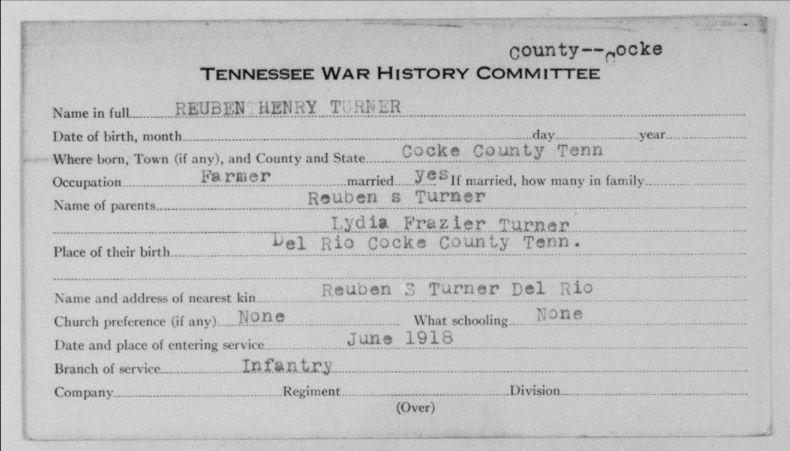 County--Cocke
TENNESSEE WAR HISTORY COMMITTEE
Name in full REUBEN HENRY TURNER
Date of birth, month day year
Where born, Town (if any), and County and State Cocke County Tenn
Occupation Farmer married yes If married, how many in family
Name of parents Reuben s Turner
Lydia Frazier Turner
Place of their birth Del Rio Cocke County Tenn.
Name and address of nearest kin Reuben S Turner Del Rio
Church preference (if any) None What schooling None
Date and place of entering service June 1918
Branch of service Infantry
Company Regiment Division
(Over)